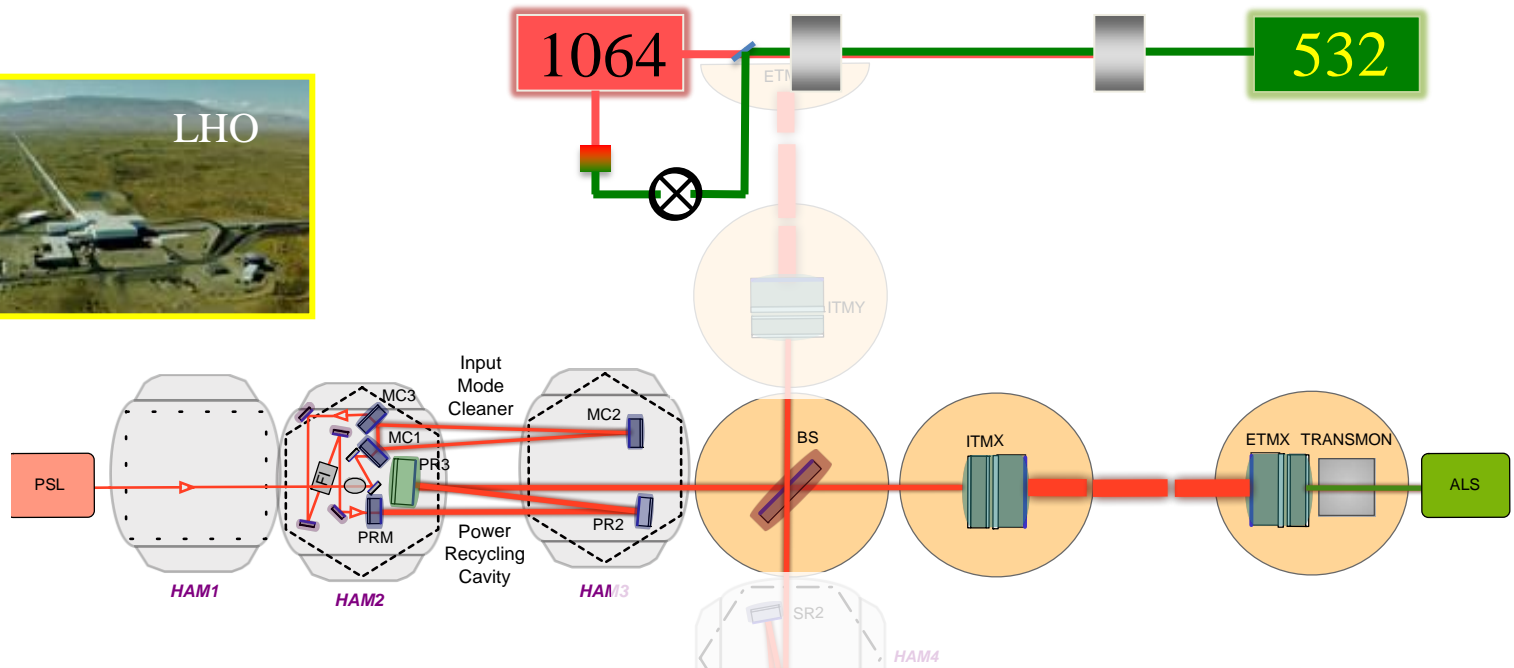 1064
532
LHO
ETM
ITMY
Input
Mode
Cleaner
MC3
MC2
MC1
BS
ITMX
ETMX
TRANSMON
PR3
PSL
FI
ALS
PRM
PR2
Power
Recycling
Cavity
HAM1
HAM2
HAM3
SR2
HAM4